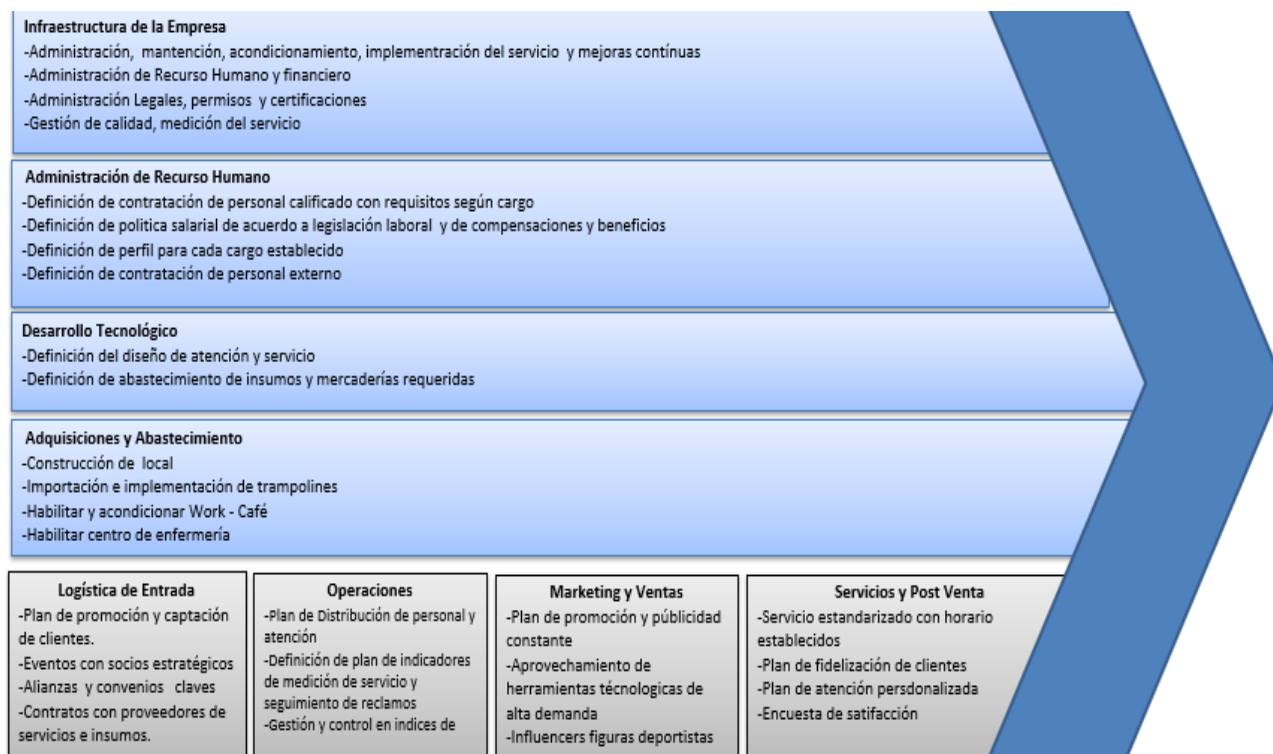 Infraestructura de la Empresa
-Administración, mantención, acondicionamiento, implementración del servicio y mejoras contínuas
-Administración de Recurso Humano y financiero
-Administración Legales, permisos y certificaciones
-Gestión de calidad, medición del servicio
Administración de Recurso Humano
-Definición de contratación de personal calificado con requisitos según cargo
-Definición de politica salarial de acuerdo a legislación laboral y de compensaciones y beneficios
-Definición de perfil para cada cargo establecido
-Definición de contratación de personal externo
Desarrollo Tecnológico
-Definición del diseño de atención y servicio
-Definición de abastecimiento de insumos y mercaderías requeridas
Adquisiciones y Abastecimiento
-Construcción de local
-Importación e implementación de trampolines
-Habilitar y acondicionar Work - Café
-Habilitar centro de enfermería
Logística de Entrada
-Plan de promoción y captación
de clientes.
-Eventos con socios estratégicos
-Alianzas y convenios claves
-Contratos con proveedores de
servicios e insumos.
Operaciones
-Plan de Distribución de personal y
atención
-Definición de plan de indicadores
de medición de servicio y
seguimiento de reclamos
-Gestión y control en indices de
Marketing y Ventas
-Plan de promoción y públicidad
constante
-Aprovechamiento de
herramientas técnologicas de
alta demanda
-Influencers figuras deportistas
Servicios y Post Venta
-Servicio estandarizado con horario
establecidos
-Plan de fidelización de clientes
-Plan de atención persdonalizada
-Encuesta de satifacción